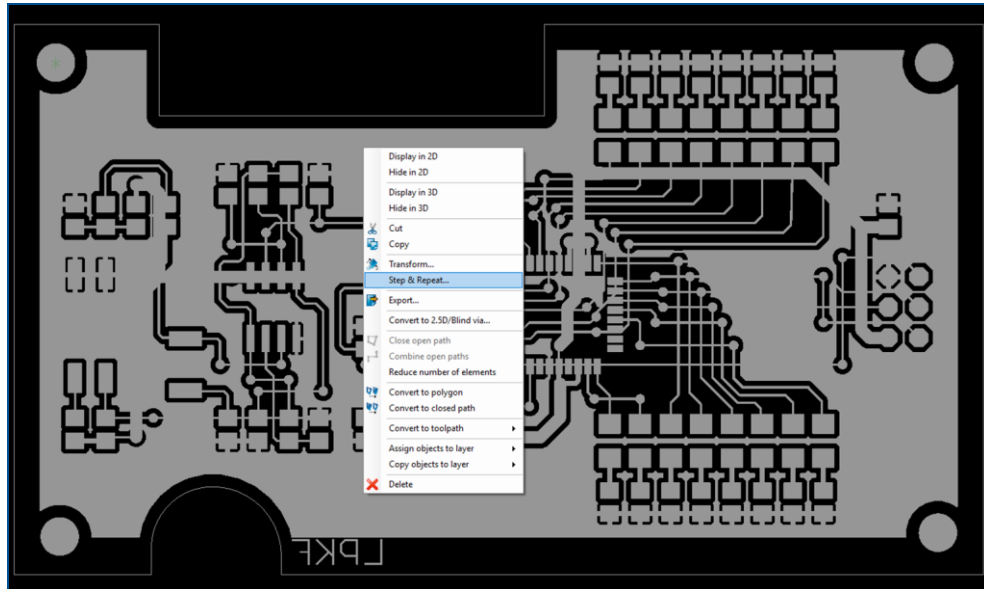 Display in 2D
Hide in 2D
Display in 3D
Hide in 3D
Cut
Copy
Transform...
Step & Repeat...
Export...
Convert to 2.5D/Blind via...
Close open path
Combine open paths
Reduce number of elements
Convert to polygon
Convert to closed path
Convert to toolpath
Assign objects to layer
Copy objects to layer
Delete
LPKF